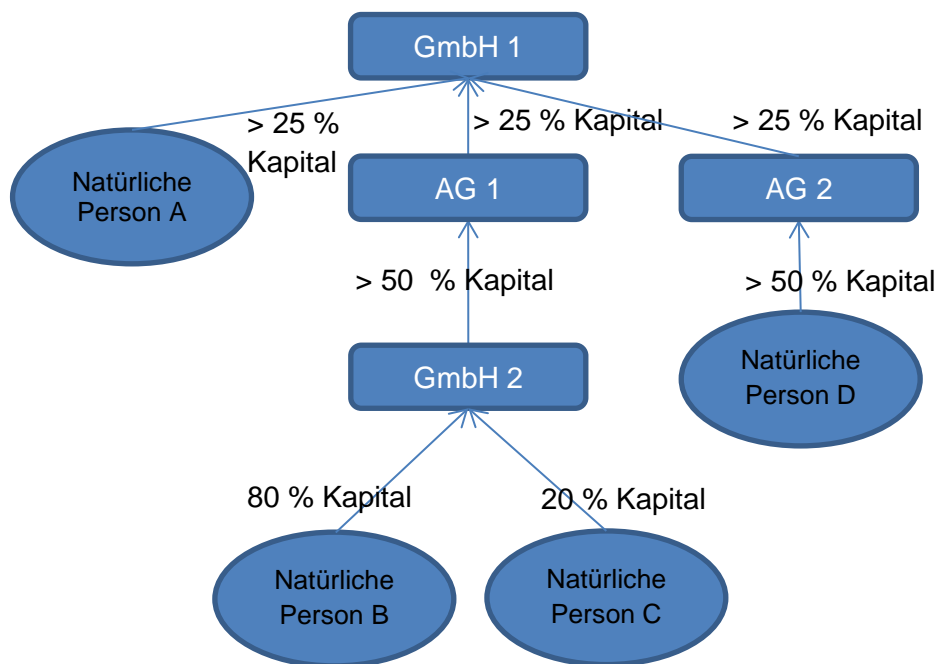 GmbH 1
> 25 %
Kapital
> 25 % Kapital
> 25 % Kapital
Natürliche
Person A
AG 1
AG 2
> 50  % Kapital
> 50 % Kapital
GmbH 2
Natürliche
Person D
80 % Kapital
20 % Kapital
Natürliche
Person B
Natürliche
Person C